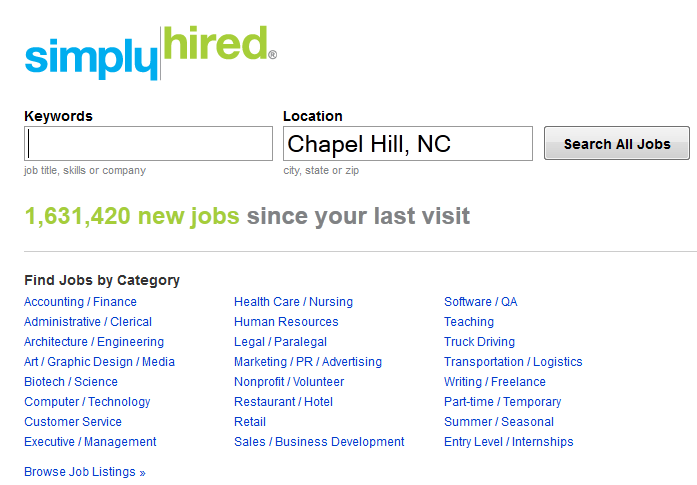 simplyhired®
Keywords
Location
Chapel Hill, NC
Search All Jobs
job title, skills or company
city, state or zip
1,631,420 new jobs since your last visit
Find Jobs by Category
Accounting / Finance
Administrative / Clerical
Architecture / Engineering
Art / Graphic Design / Media
Biotech / Science
Computer / Technology
Customer Service
Executive / Management
Health Care / Nursing
Human Resources
Legal / Paralegal
Marketing / PR / Advertising
Nonprofit / Volunteer
Restaurant / Hotel
Retail
Sales / Business Development
Software / QA
Teaching
Truck Driving
Transportation / Logistics
Writing / Freelance
Part-time / Temporary
Summer / Seasonal
Entry Level / Internships
Browse Job Listings »